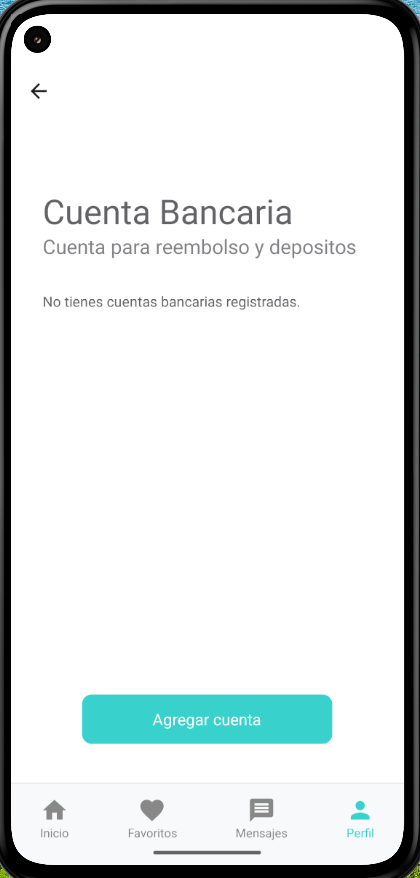 Cuenta Bancaria
Cuenta para reembolso y depositos
No tienes cuentas bancarias registradas.
Agregar cuenta
Inicio
Favoritos
Mensajes
Perfil